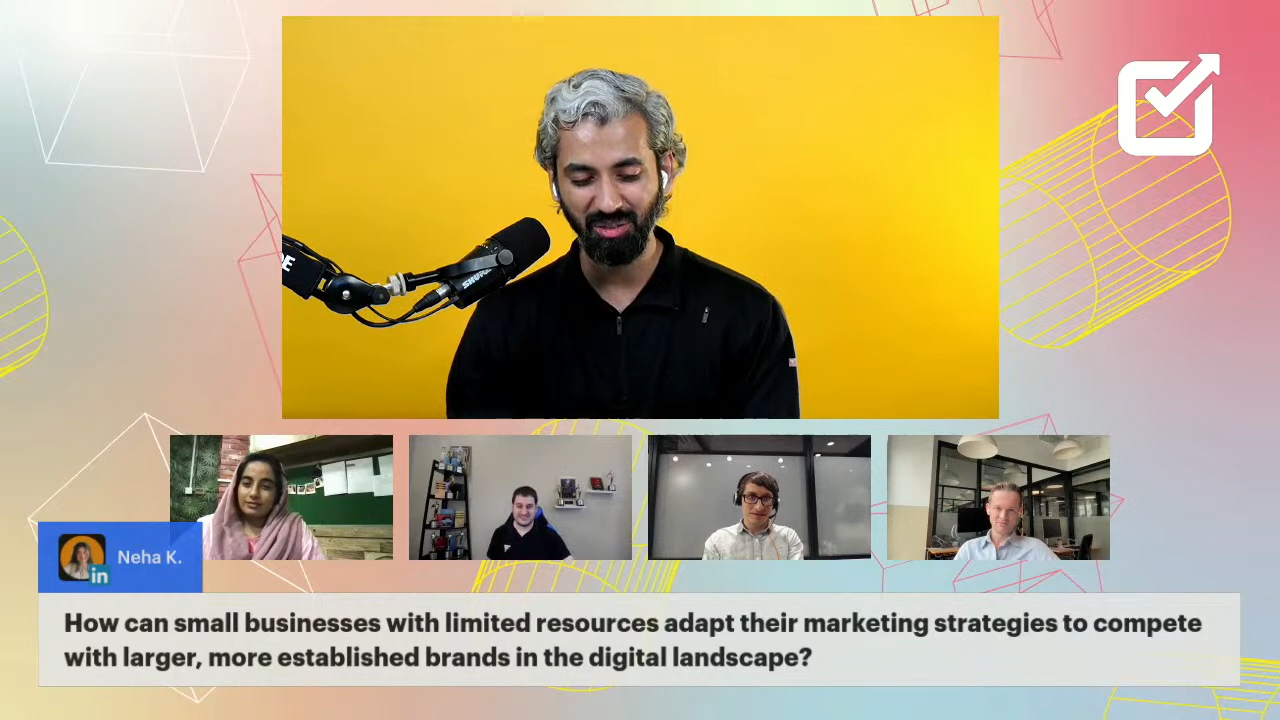 SHURE
in Neha K.
How can small businesses with limited resources adapt their marketing strategies to compete
with larger, more established brands in the digital landscape?